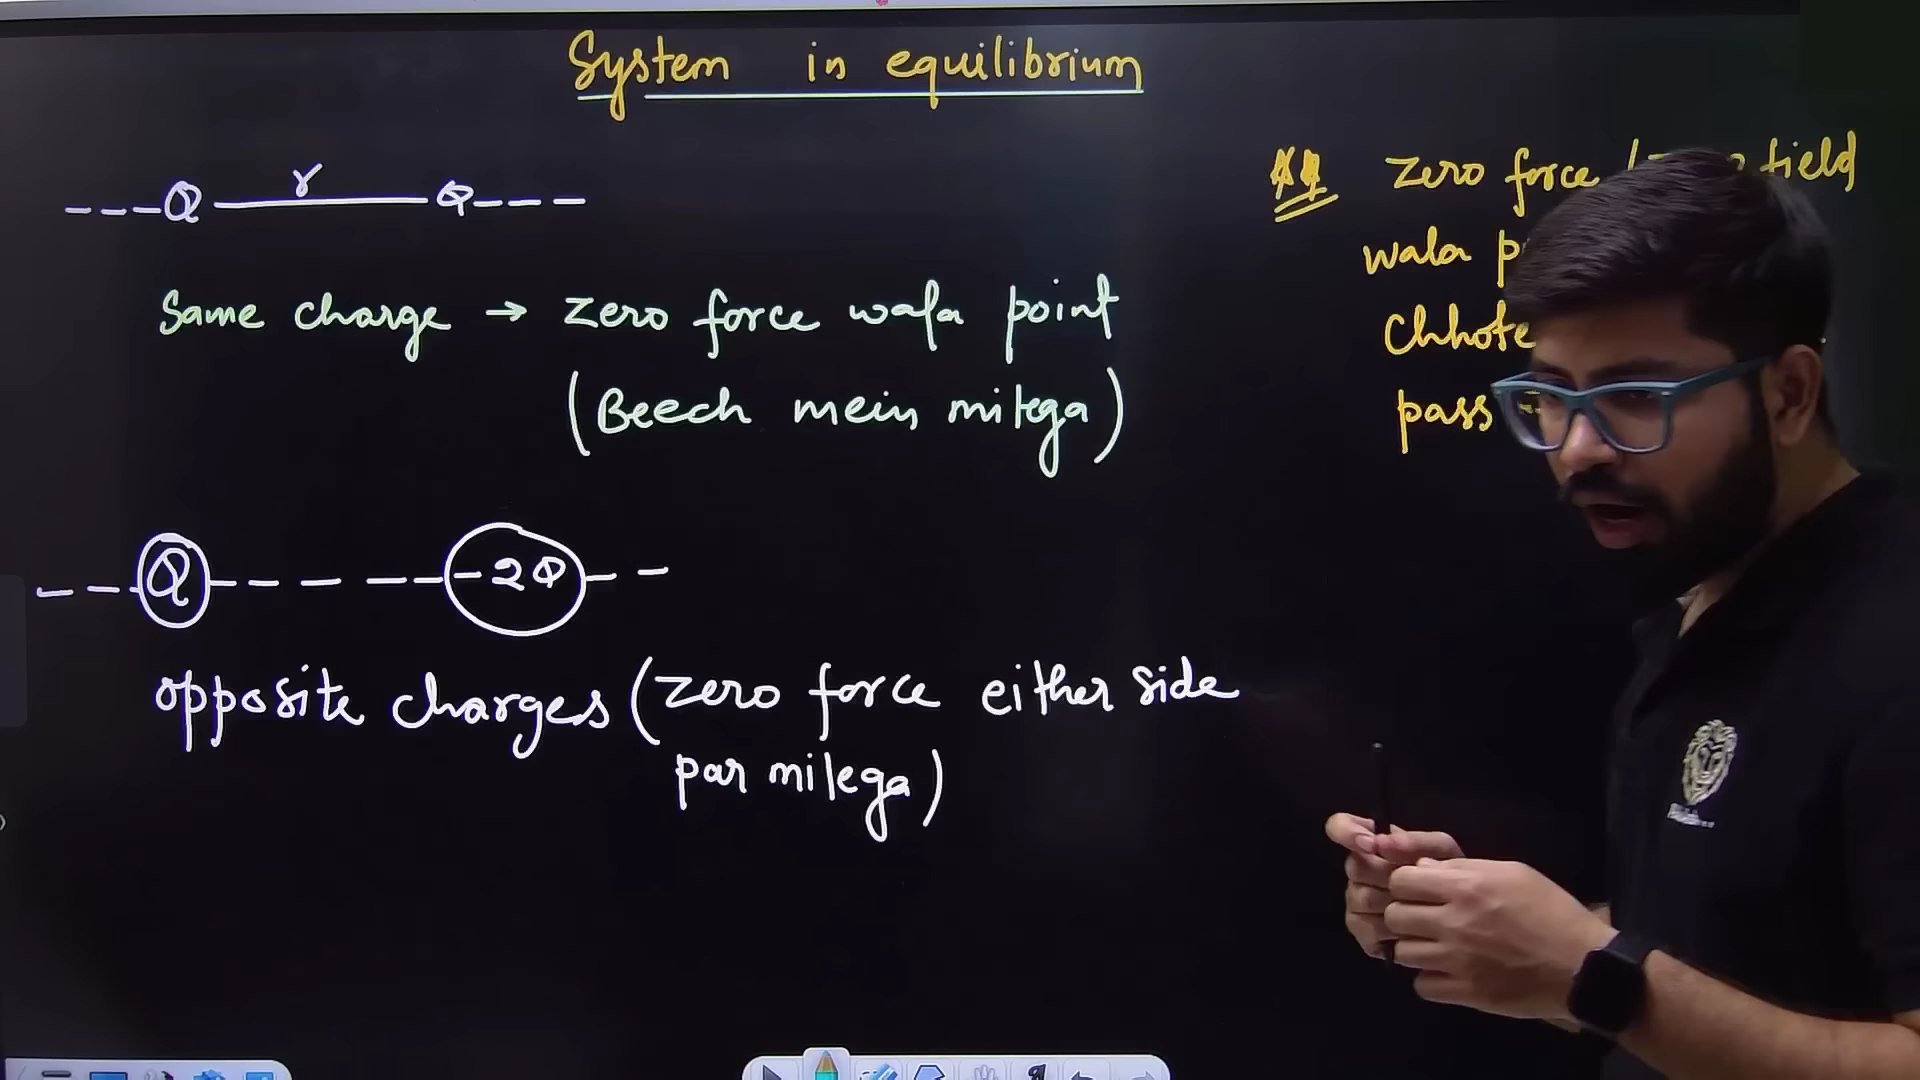 System in equilibrium
Q r Q
Same charge → zero force wala point
(Beech mein milega)
Q -2Q
opposite charges (zero force either side
par milega)
zero force / field
wala
Chhote
pass